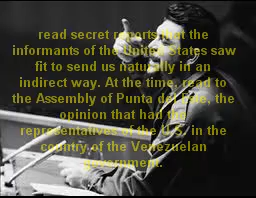 read secret reports that the
informants of the United States saw
fit to send us naturally in an
indirect way. At the time, read to
the Assembly of Punta del Este, the
opinion that had the
representatives of the U.S. in the
country of the Venezuelan
government.